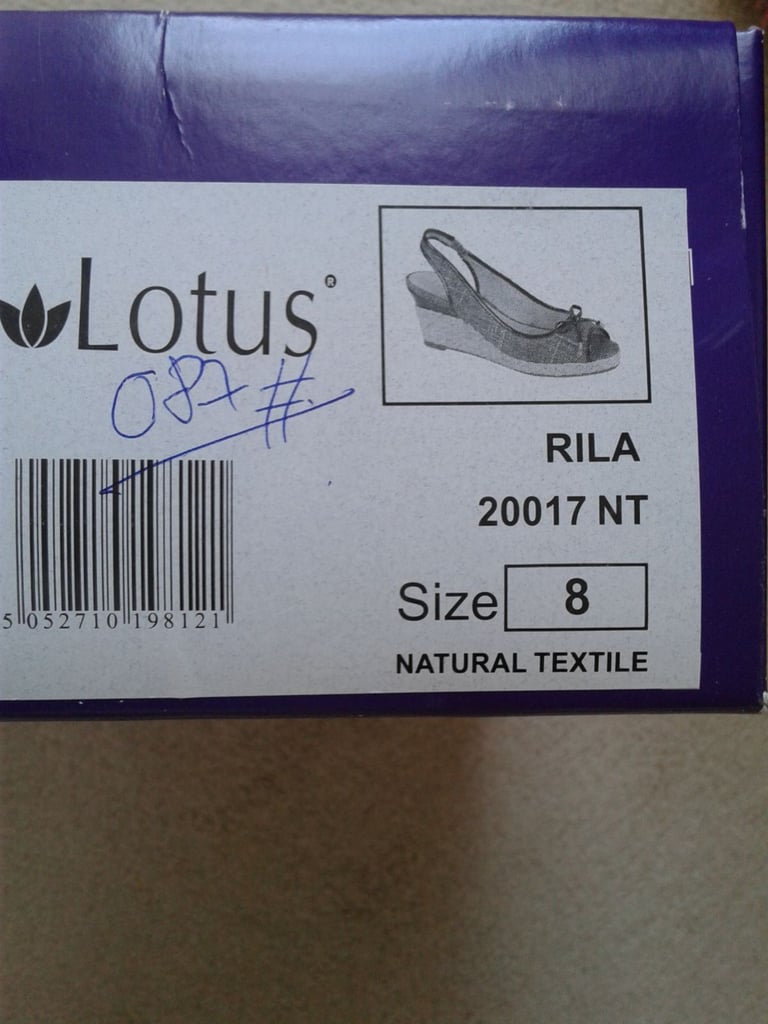 Lotus®
087 #
5 052710 198121
RILA
20017 NT
Size 8
NATURAL TEXTILE